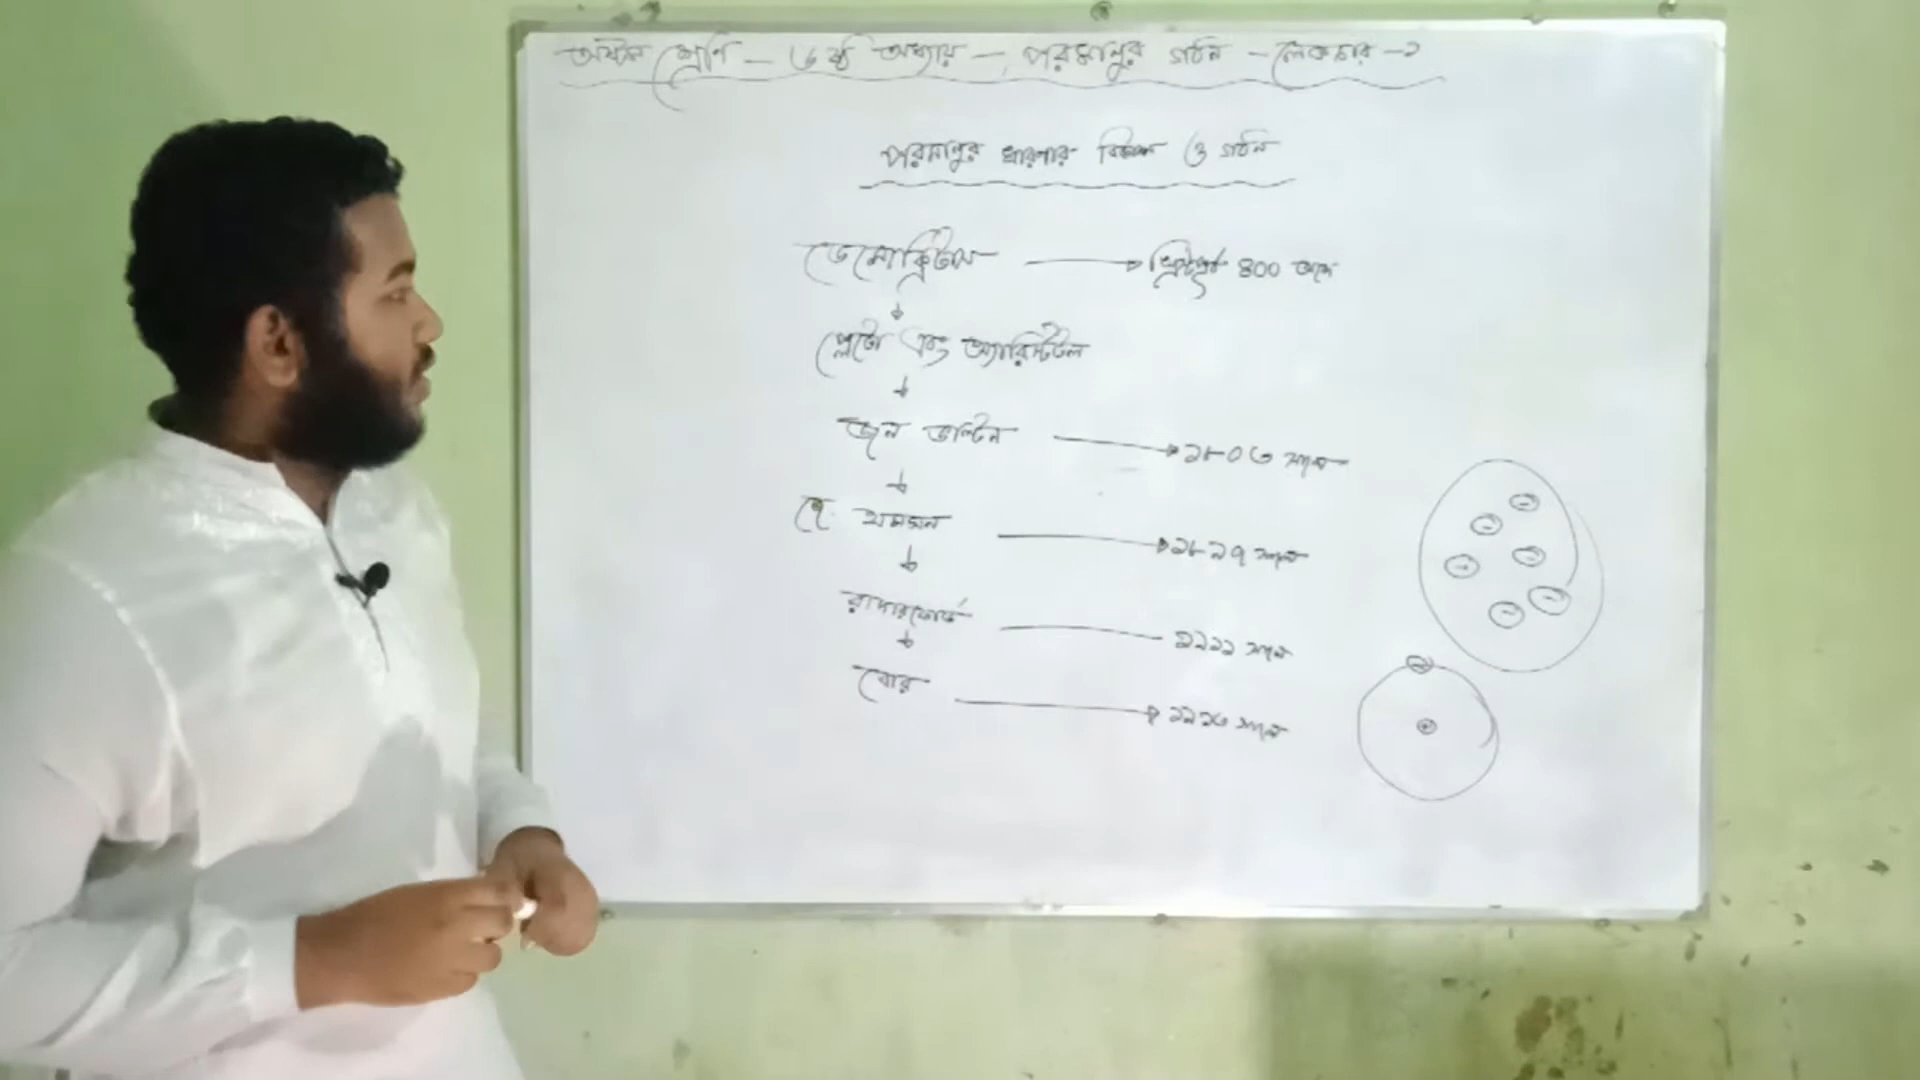 অষ্টম শ্রেণি - ৬ষ্ঠ অধ্যায় - পরমাণুর গঠন - লেকচার - ১
পরমাণুর ধারণার বিকাশ ও গঠন
ডেমোক্রিটাস → খ্রিস্টপূর্ব ৪০০ অব্দে
↓
প্লেটো এবং অ্যারিস্টটল
↓
জন ডাল্টন → ১৮০৩ সালে
↓
জে. থমসন → ১৮৯৭ সালে
↓
রাদারফোর্ড — ১৯১১ সালে
↓
বোর → ১৯১৩ সালে